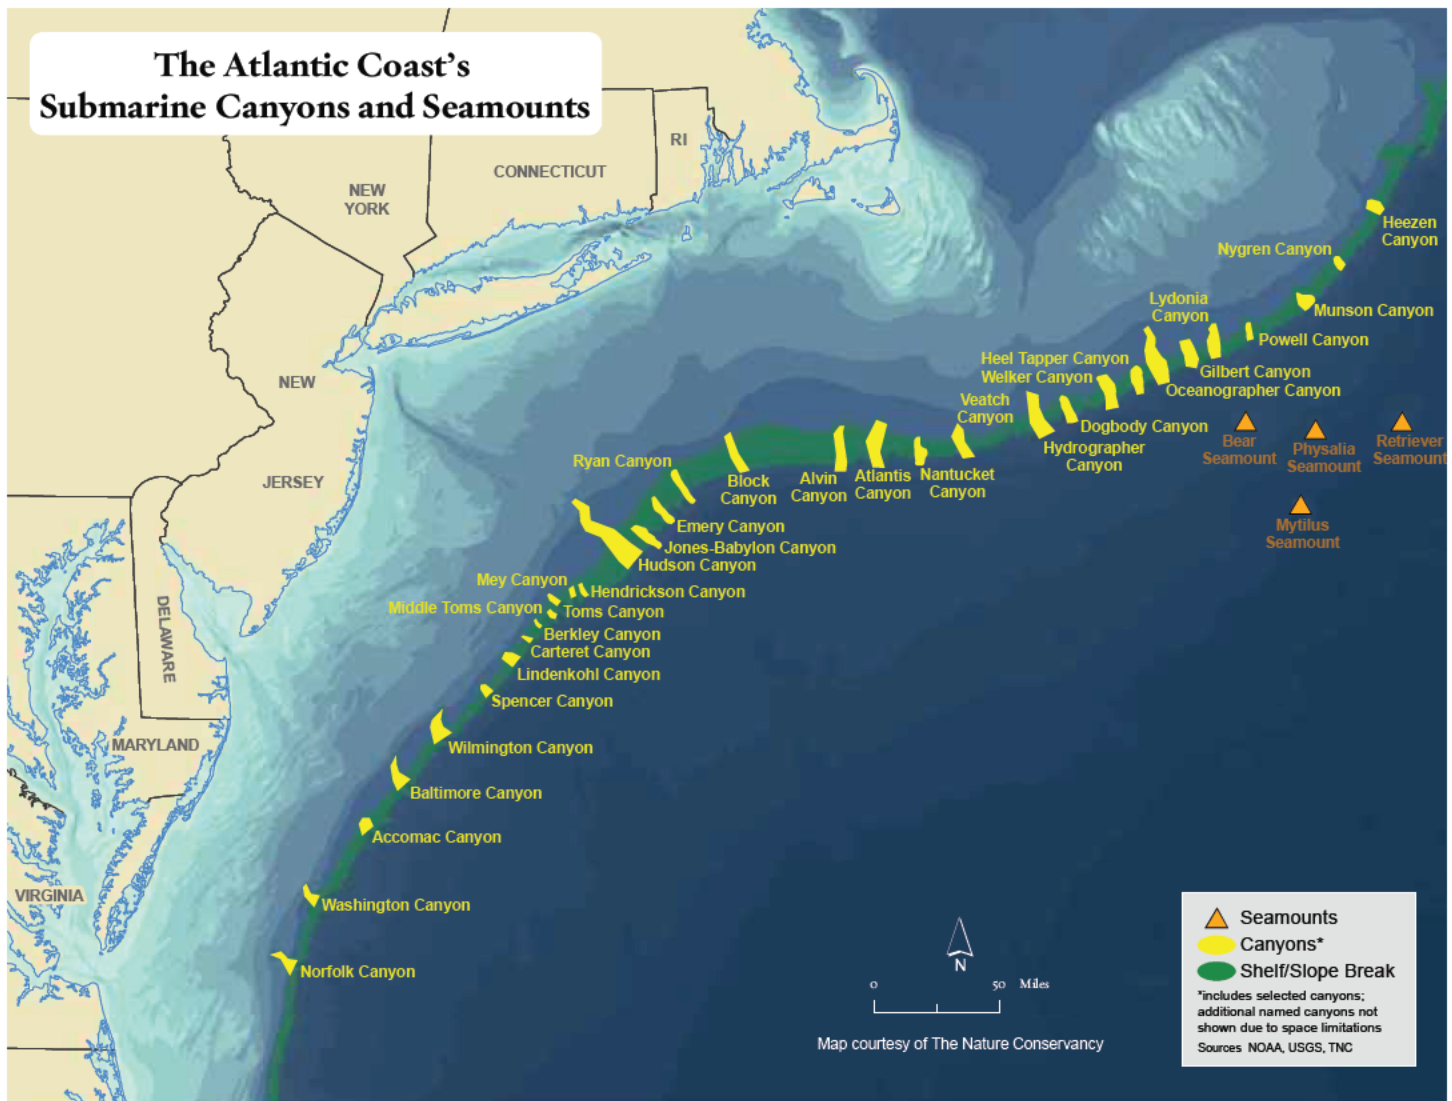 The Atlantic Coast's
Submarine Canyons and Seamounts
RI
CONNECTICUT
NEW
YORK
NEW
JERSEY
DELAWARE
MARYLAND
VIRGINIA
Heezen
Canyon
Nygren Canyon
Munson Canyon
Lydonia
Canyon
Powell Canyon
Gilbert Canyon
Oceanographer Canyon
Heel Tapper Canyon
Welker Canyon
Dogbody Canyon
Veatch
Canyon
Hydrographer
Canyon
Bear
Seamount
Physalia
Seamount
Retriever
Seamount
Mytilus
Seamount
Nantucket
Canyon
Atlantis
Canyon
Alvin
Canyon
Block
Canyon
Ryan Canyon
Emery Canyon
Jones-Babylon Canyon
Hudson Canyon
Mey Canyon
Hendrickson Canyon
Middle Toms Canyon
Toms Canyon
Berkley Canyon
Carteret Canyon
Lindenkohl Canyon
Spencer Canyon
Wilmington Canyon
Baltimore Canyon
Accomac Canyon
Washington Canyon
Norfolk Canyon
N
0 50 Miles
Map courtesy of The Nature Conservancy
Seamounts
Canyons*
Shelf/Slope Break
*includes selected canyons;
additional named canyons not
shown due to space limitations
Sources NOAA, USGS, TNC